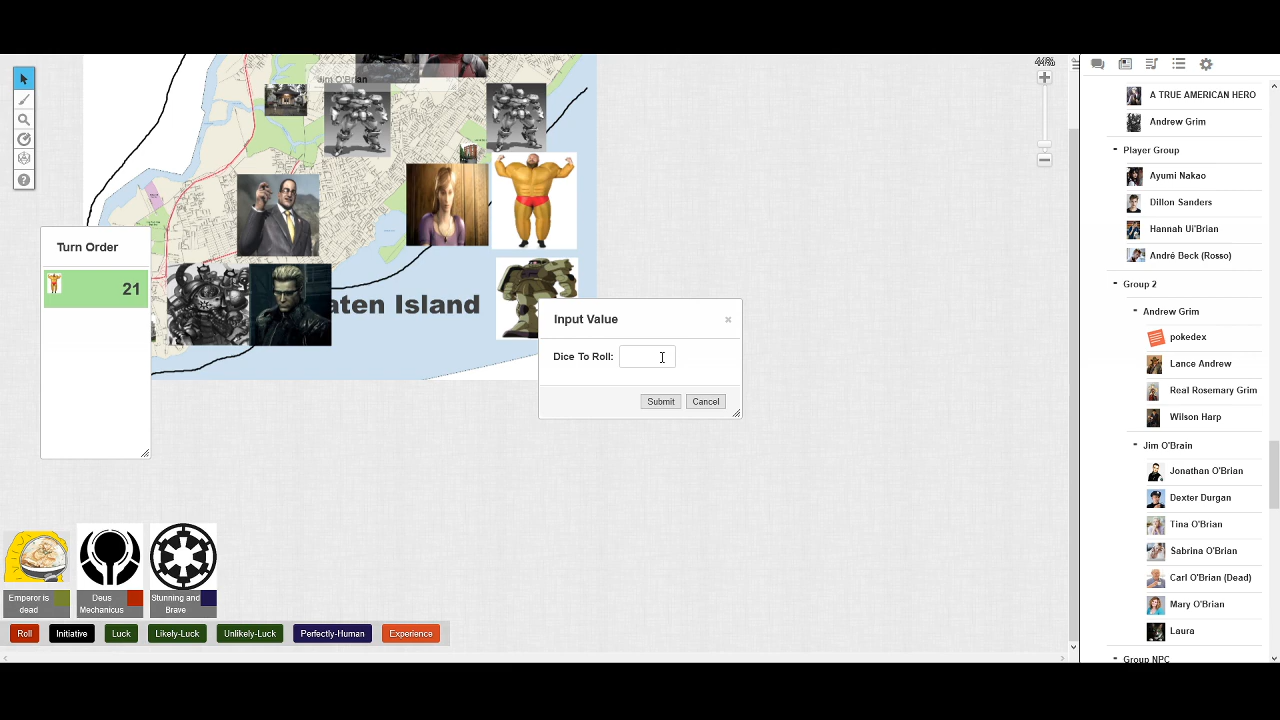 Jim O'Brian
44%
Turn Order
21
aten Island
Input Value
Dice To Roll:
Submit
Cancel
Emperor is
dead
Deus
Mechanicus
Stunning and
Brave
Roll
Initiative
Luck
Likely-Luck
Unlikely-Luck
Perfectly-Human
Experience
A TRUE AMERICAN HERO
Andrew Grim
Player Group
Ayumi Nakao
Dillon Sanders
Hannah Ui'Brian
André Beck (Rosso)
Group 2
Andrew Grim
pokedex
Lance Andrew
Real Rosemary Grim
Wilson Harp
Jim O'Brain
Jonathan O'Brian
Dexter Durgan
Tina O'Brian
Sabrina O'Brian
Carl O'Brian (Dead)
Mary O'Brian
Laura
Group NPC